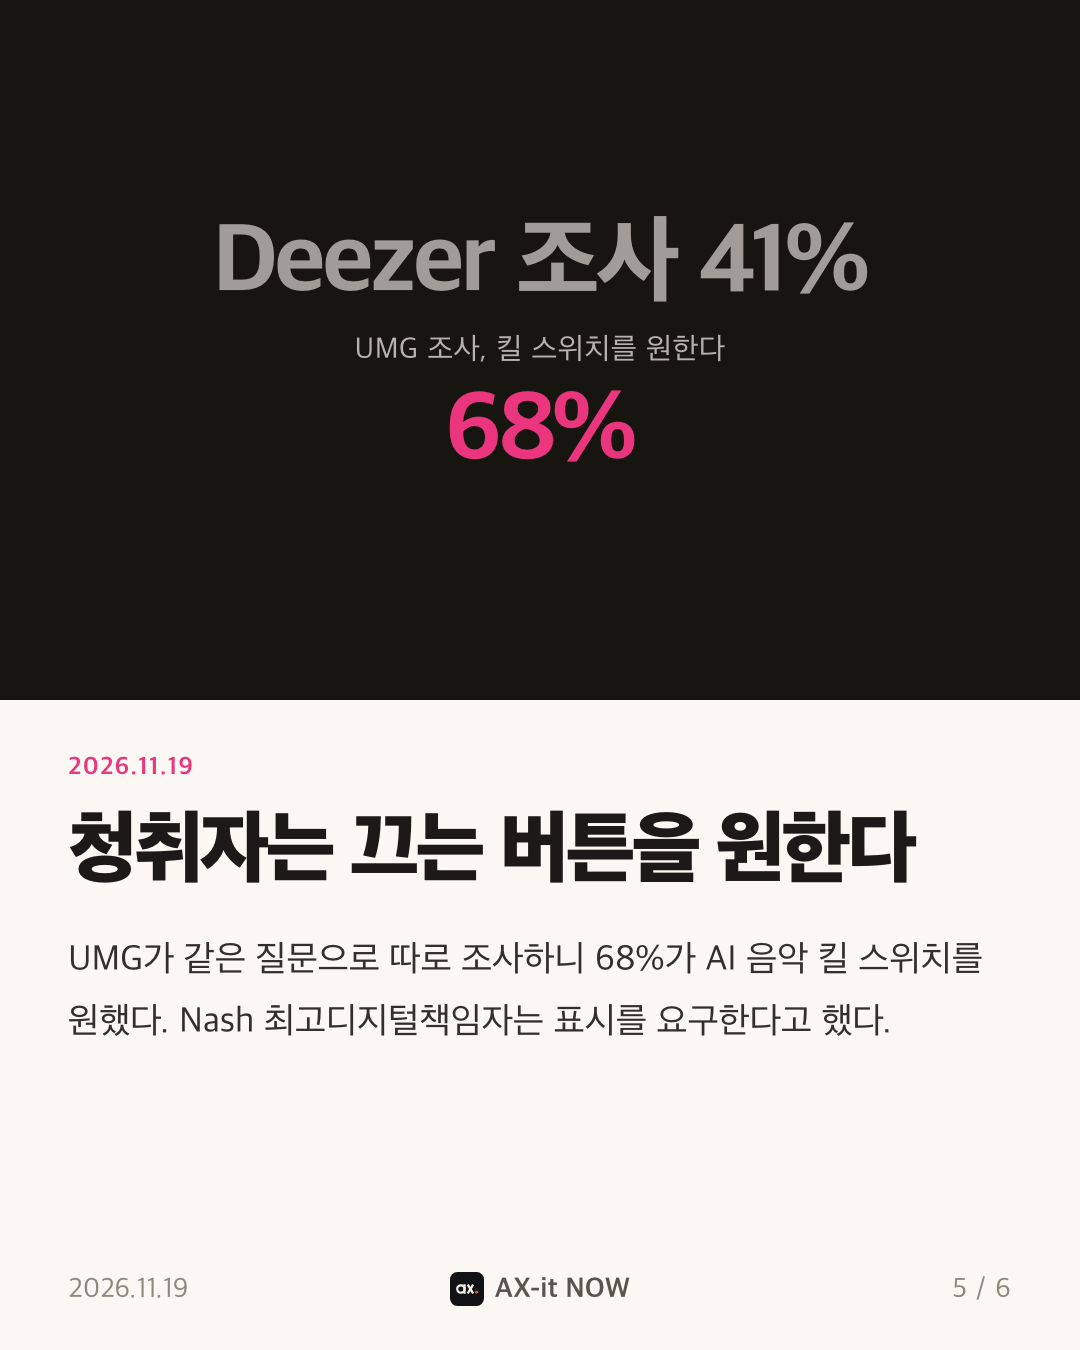 Deezer 조사 41%
UMG 조사, 킬 스위치를 원한다
68%
2026.11.19
청취자는 끄는 버튼을 원한다
UMG가 같은 질문으로 따로 조사하니 68%가 AI 음악 킬 스위치를
원했다. Nash 최고디지털책임자는 표시를 요구한다고 했다.
2026.11.19
ax.
AX-it NOW
5 / 6